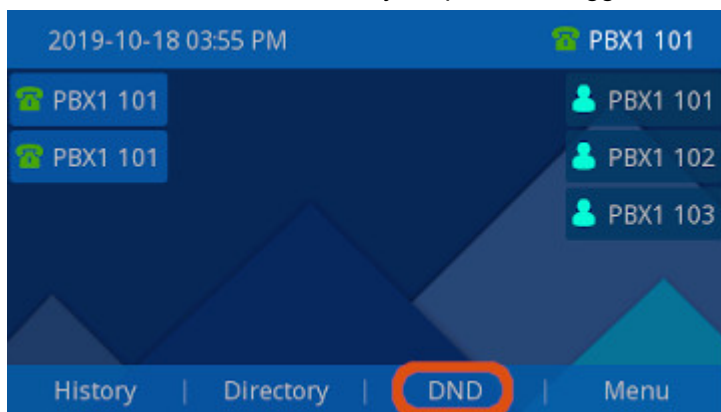 2019-10-18 03:55 PM PBX1 101
PBX1 101 PBX1 101
PBX1 101 PBX1 102
PBX1 103
History | Directory | DND | Menu